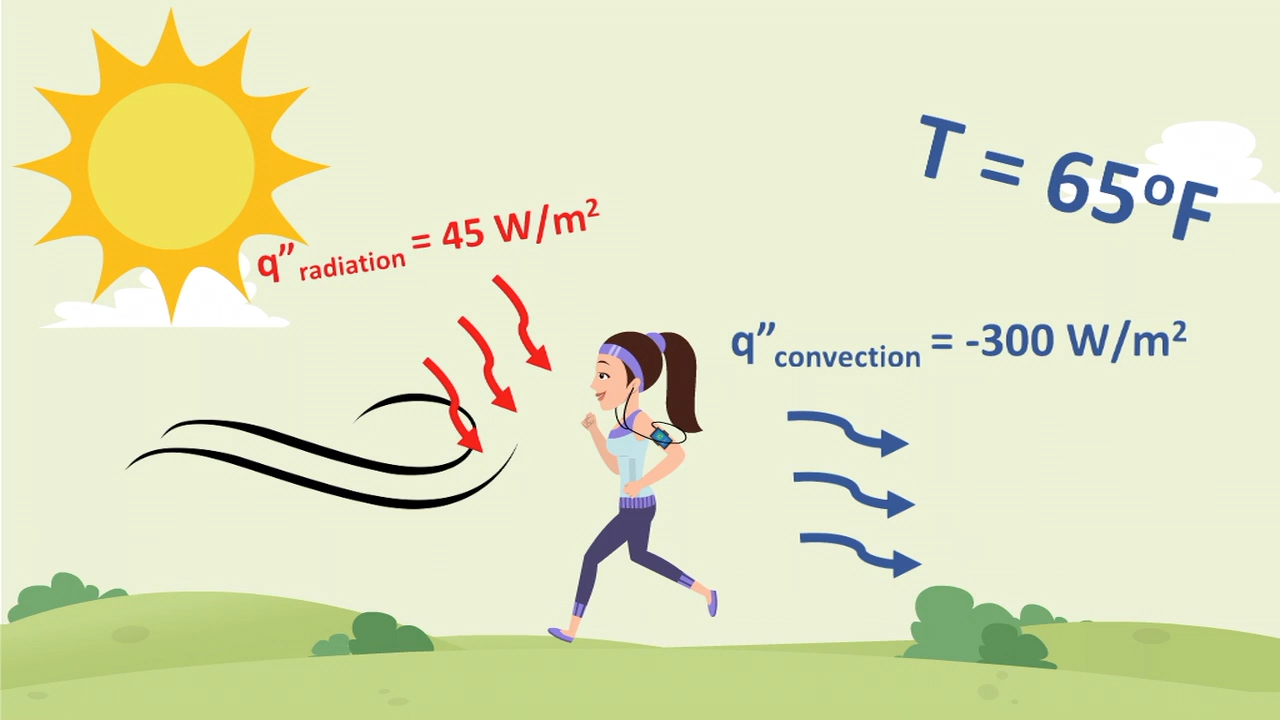 T = 65ºF
q”radiation = 45 W/m²
q”convection = -300 W/m²